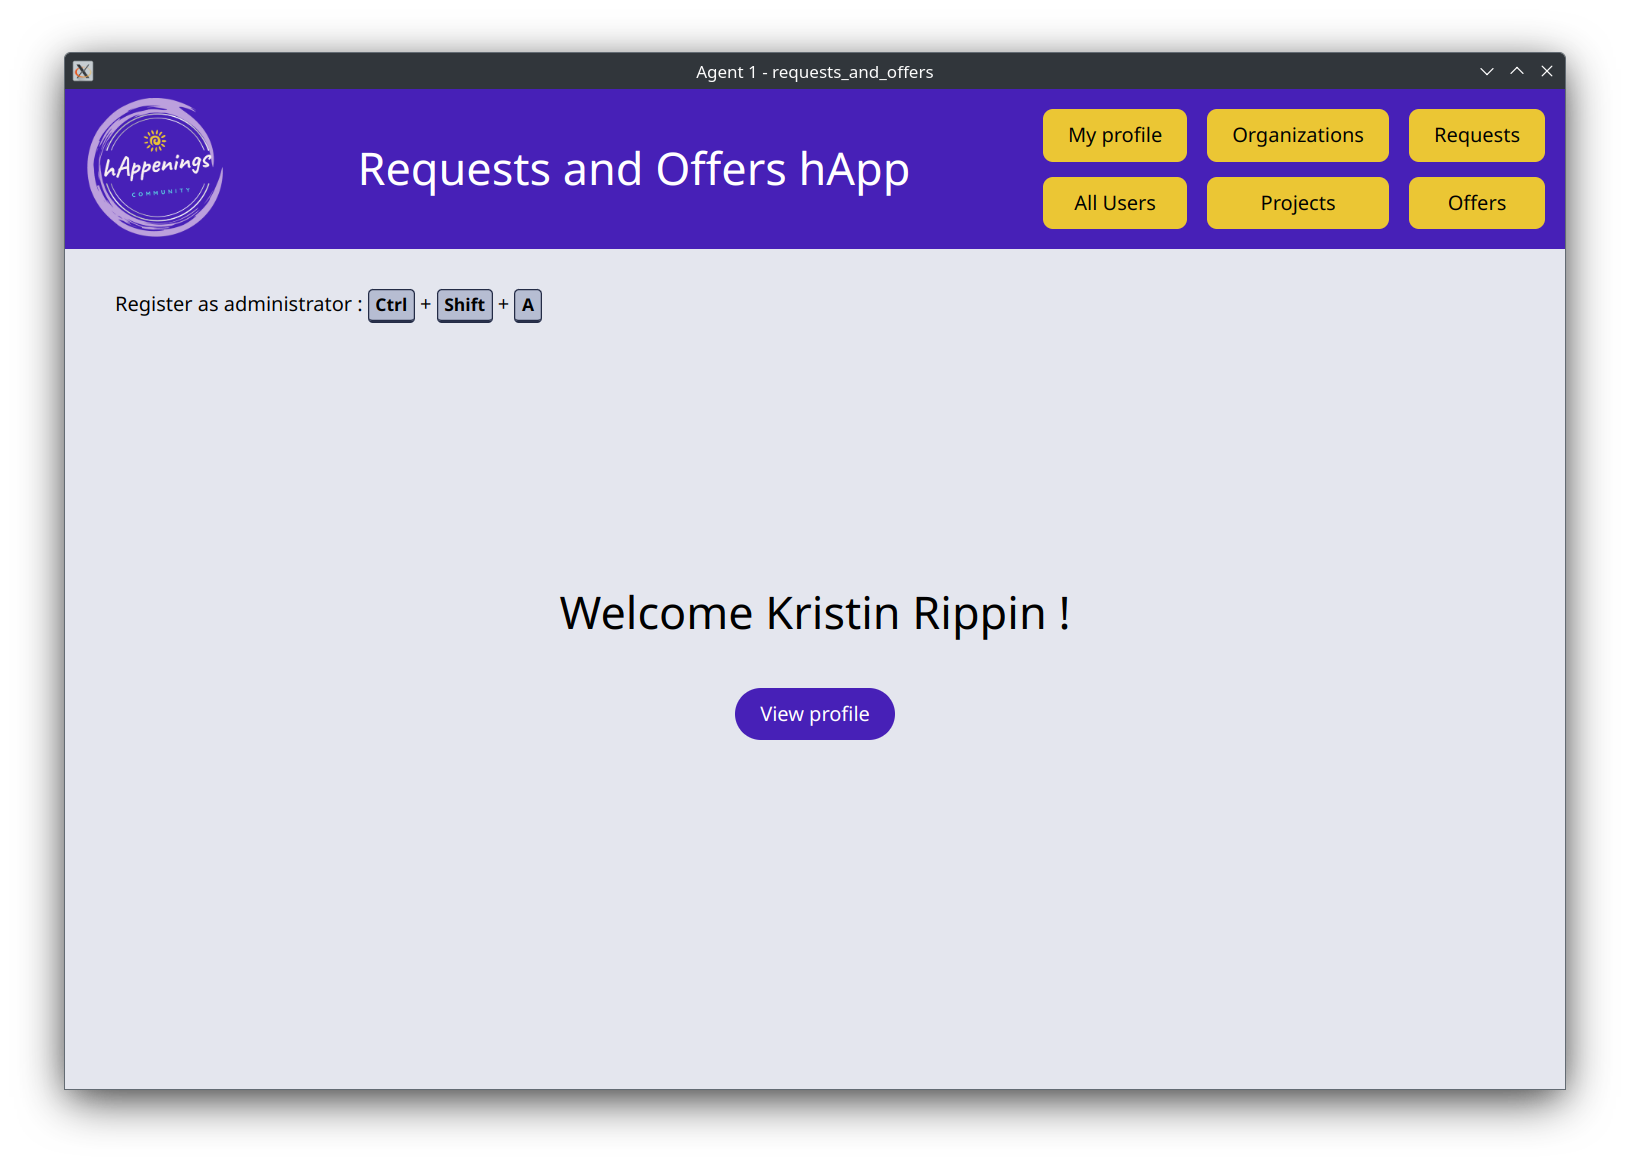 Agent 1 - requests_and_offers
hAppenings
COMMUNITY
Requests and Offers hApp
My profile Organizations Requests
All Users Projects Offers
Register as administrator : Ctrl + Shift + A
Welcome Kristin Rippin !
View profile